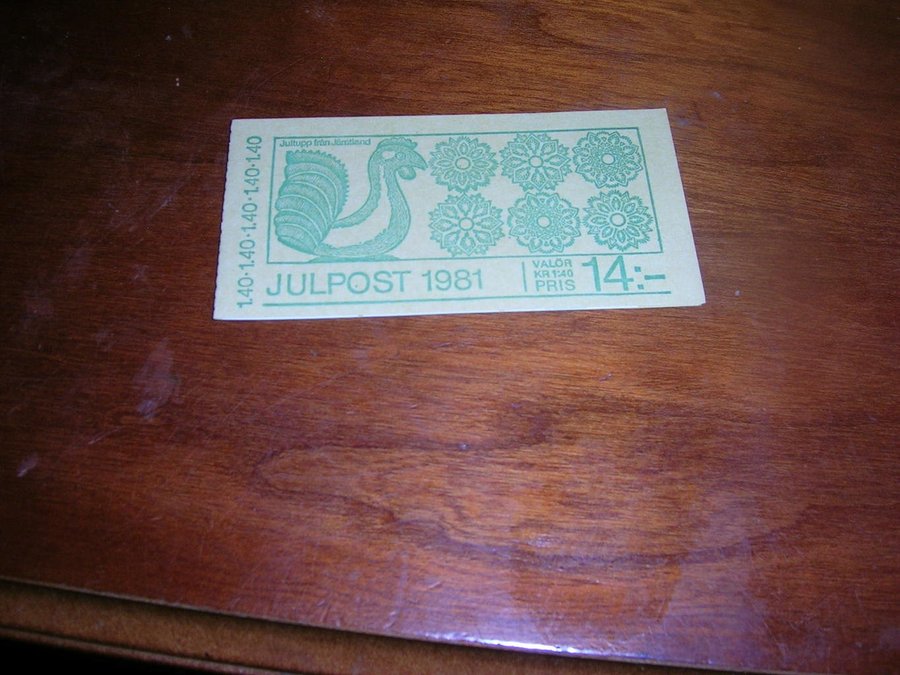 Jultupp från Jämtland
1.40·1.40·1.40·1.40·1.40
JULPOST 1981
VALÖR
KR 1:40
PRIS
14:–